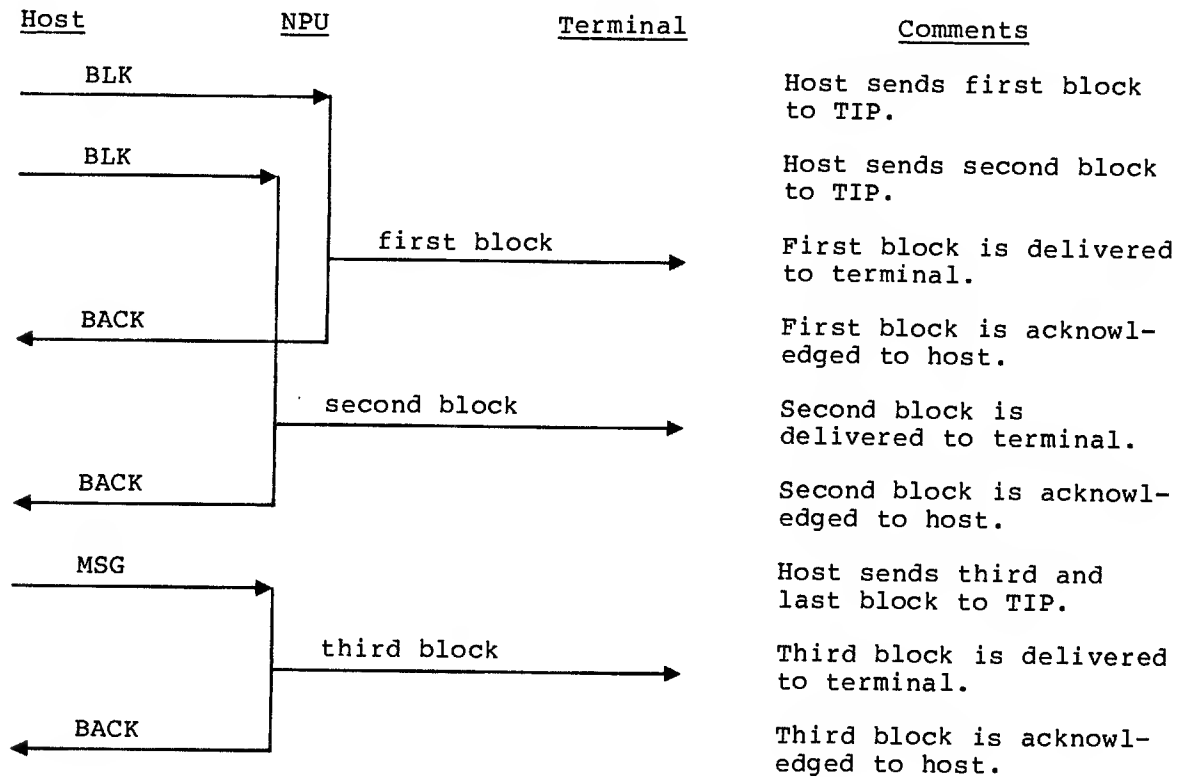 Host NPU Terminal Comments
BLK
Host sends first block
to TIP.
BLK
Host sends second block
to TIP.
first block
First block is delivered
to terminal.
BACK
First block is acknowl-
edged to host.
second block
Second block is
delivered to terminal.
BACK
Second block is acknowl-
edged to host.
MSG
Host sends third and
last block to TIP.
third block
Third block is delivered
to terminal.
BACK
Third block is acknowl-
edged to host.